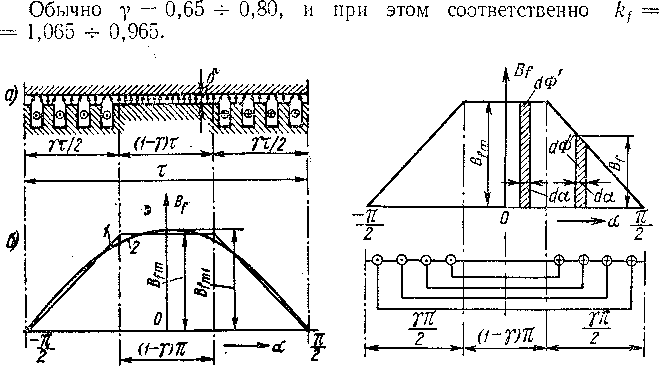 Обычно γ = 0,65 ÷ 0,80, и при этом соответственно k_f =
= 1,065 ÷ 0,965.
а)
δ
γτ/2 (1-γ)τ γτ/2
τ
б)
B_f
1 2
B_fm
B_fm1
0
-π/2 π/2
(1-γ)π α
B_f
dΦ'
B_fm
dΦ'
B_f
dα dα
-π/2 0 α π/2
γπ/2 (1-γ)π γπ/2